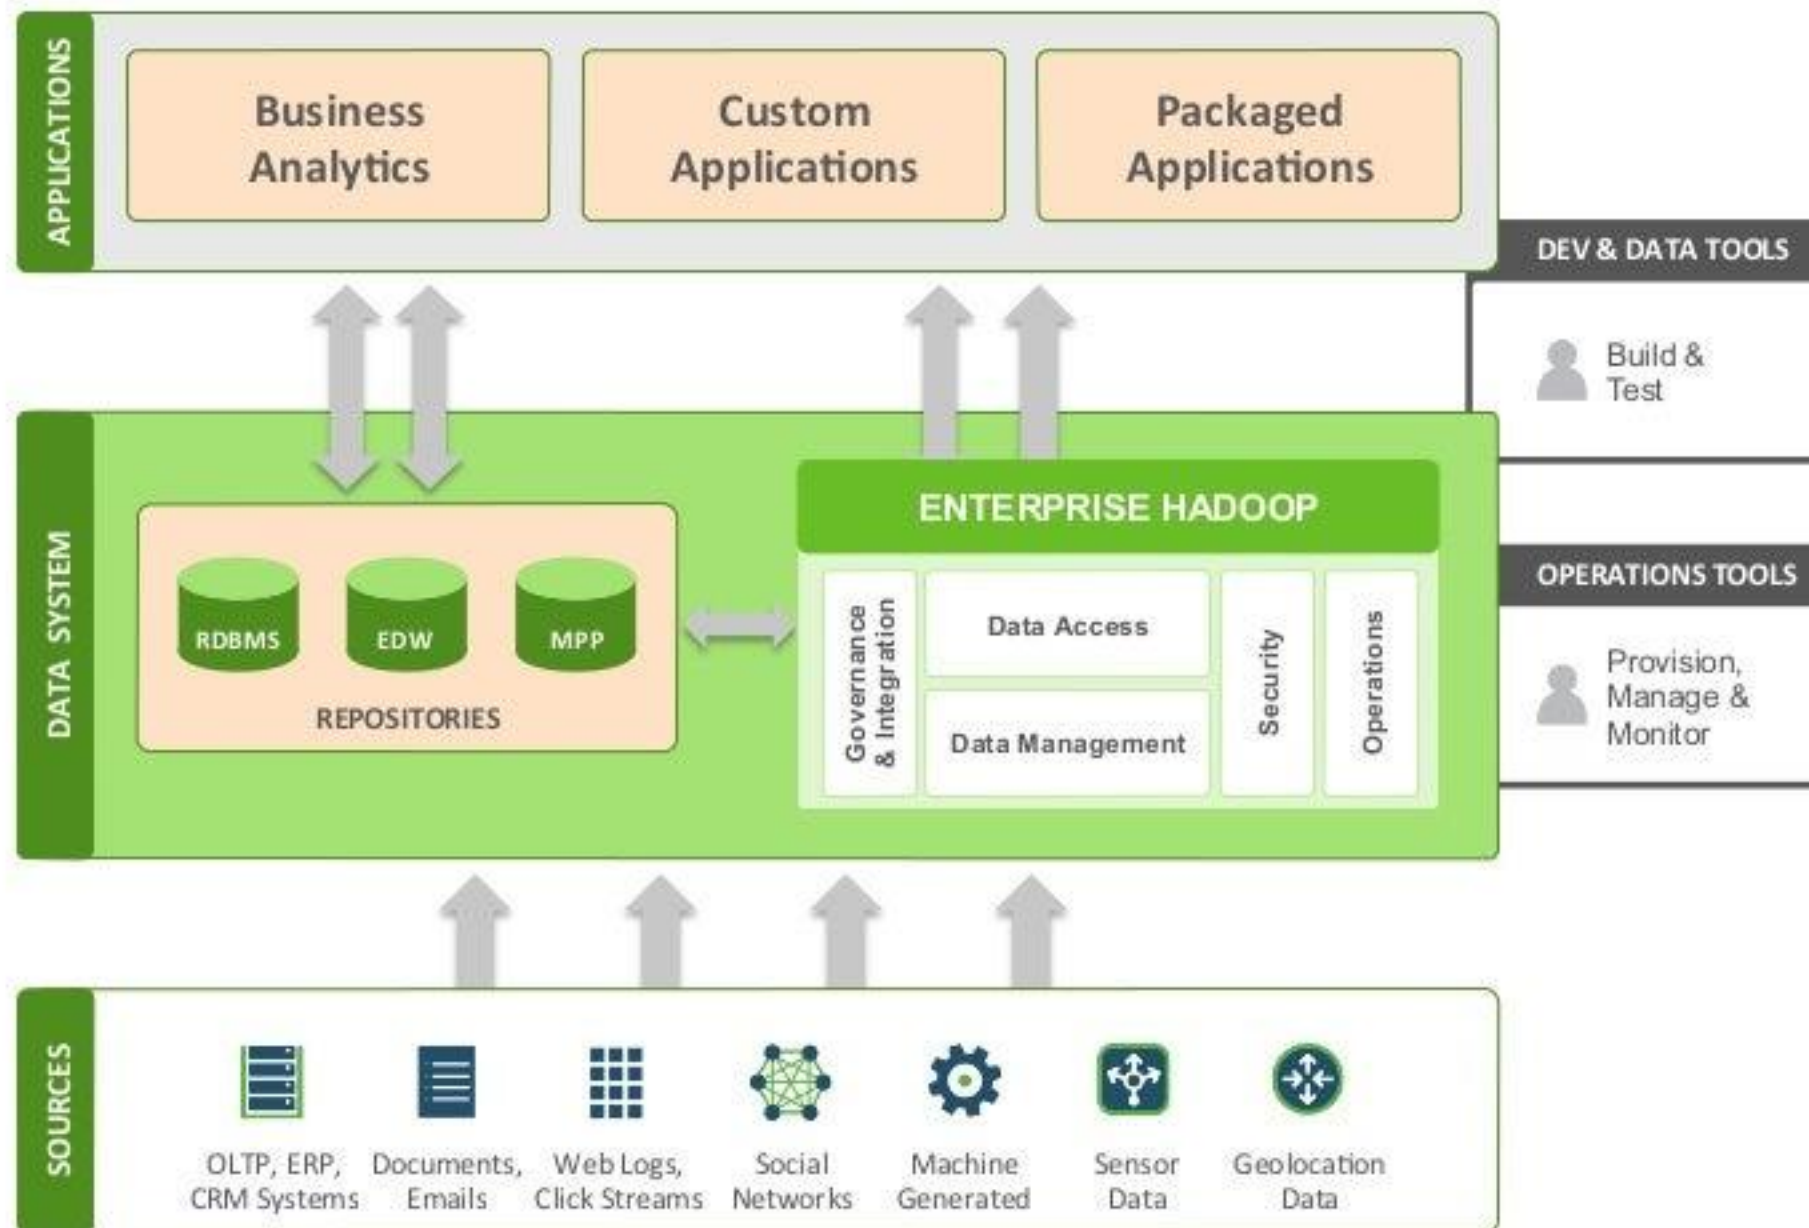 APPLICATIONS
Business
Analytics
Custom
Applications
Packaged
Applications
DEV & DATA TOOLS
Build &
Test
DATA SYSTEM
RDBMS
EDW
MPP
REPOSITORIES
ENTERPRISE HADOOP
Governance
& Integration
Data Access
Data Management
Security
Operations
OPERATIONS TOOLS
Provision,
Manage &
Monitor
SOURCES
OLTP, ERP,
CRM Systems
Documents,
Emails
Web Logs,
Click Streams
Social
Networks
Machine
Generated
Sensor
Data
Geolocation
Data